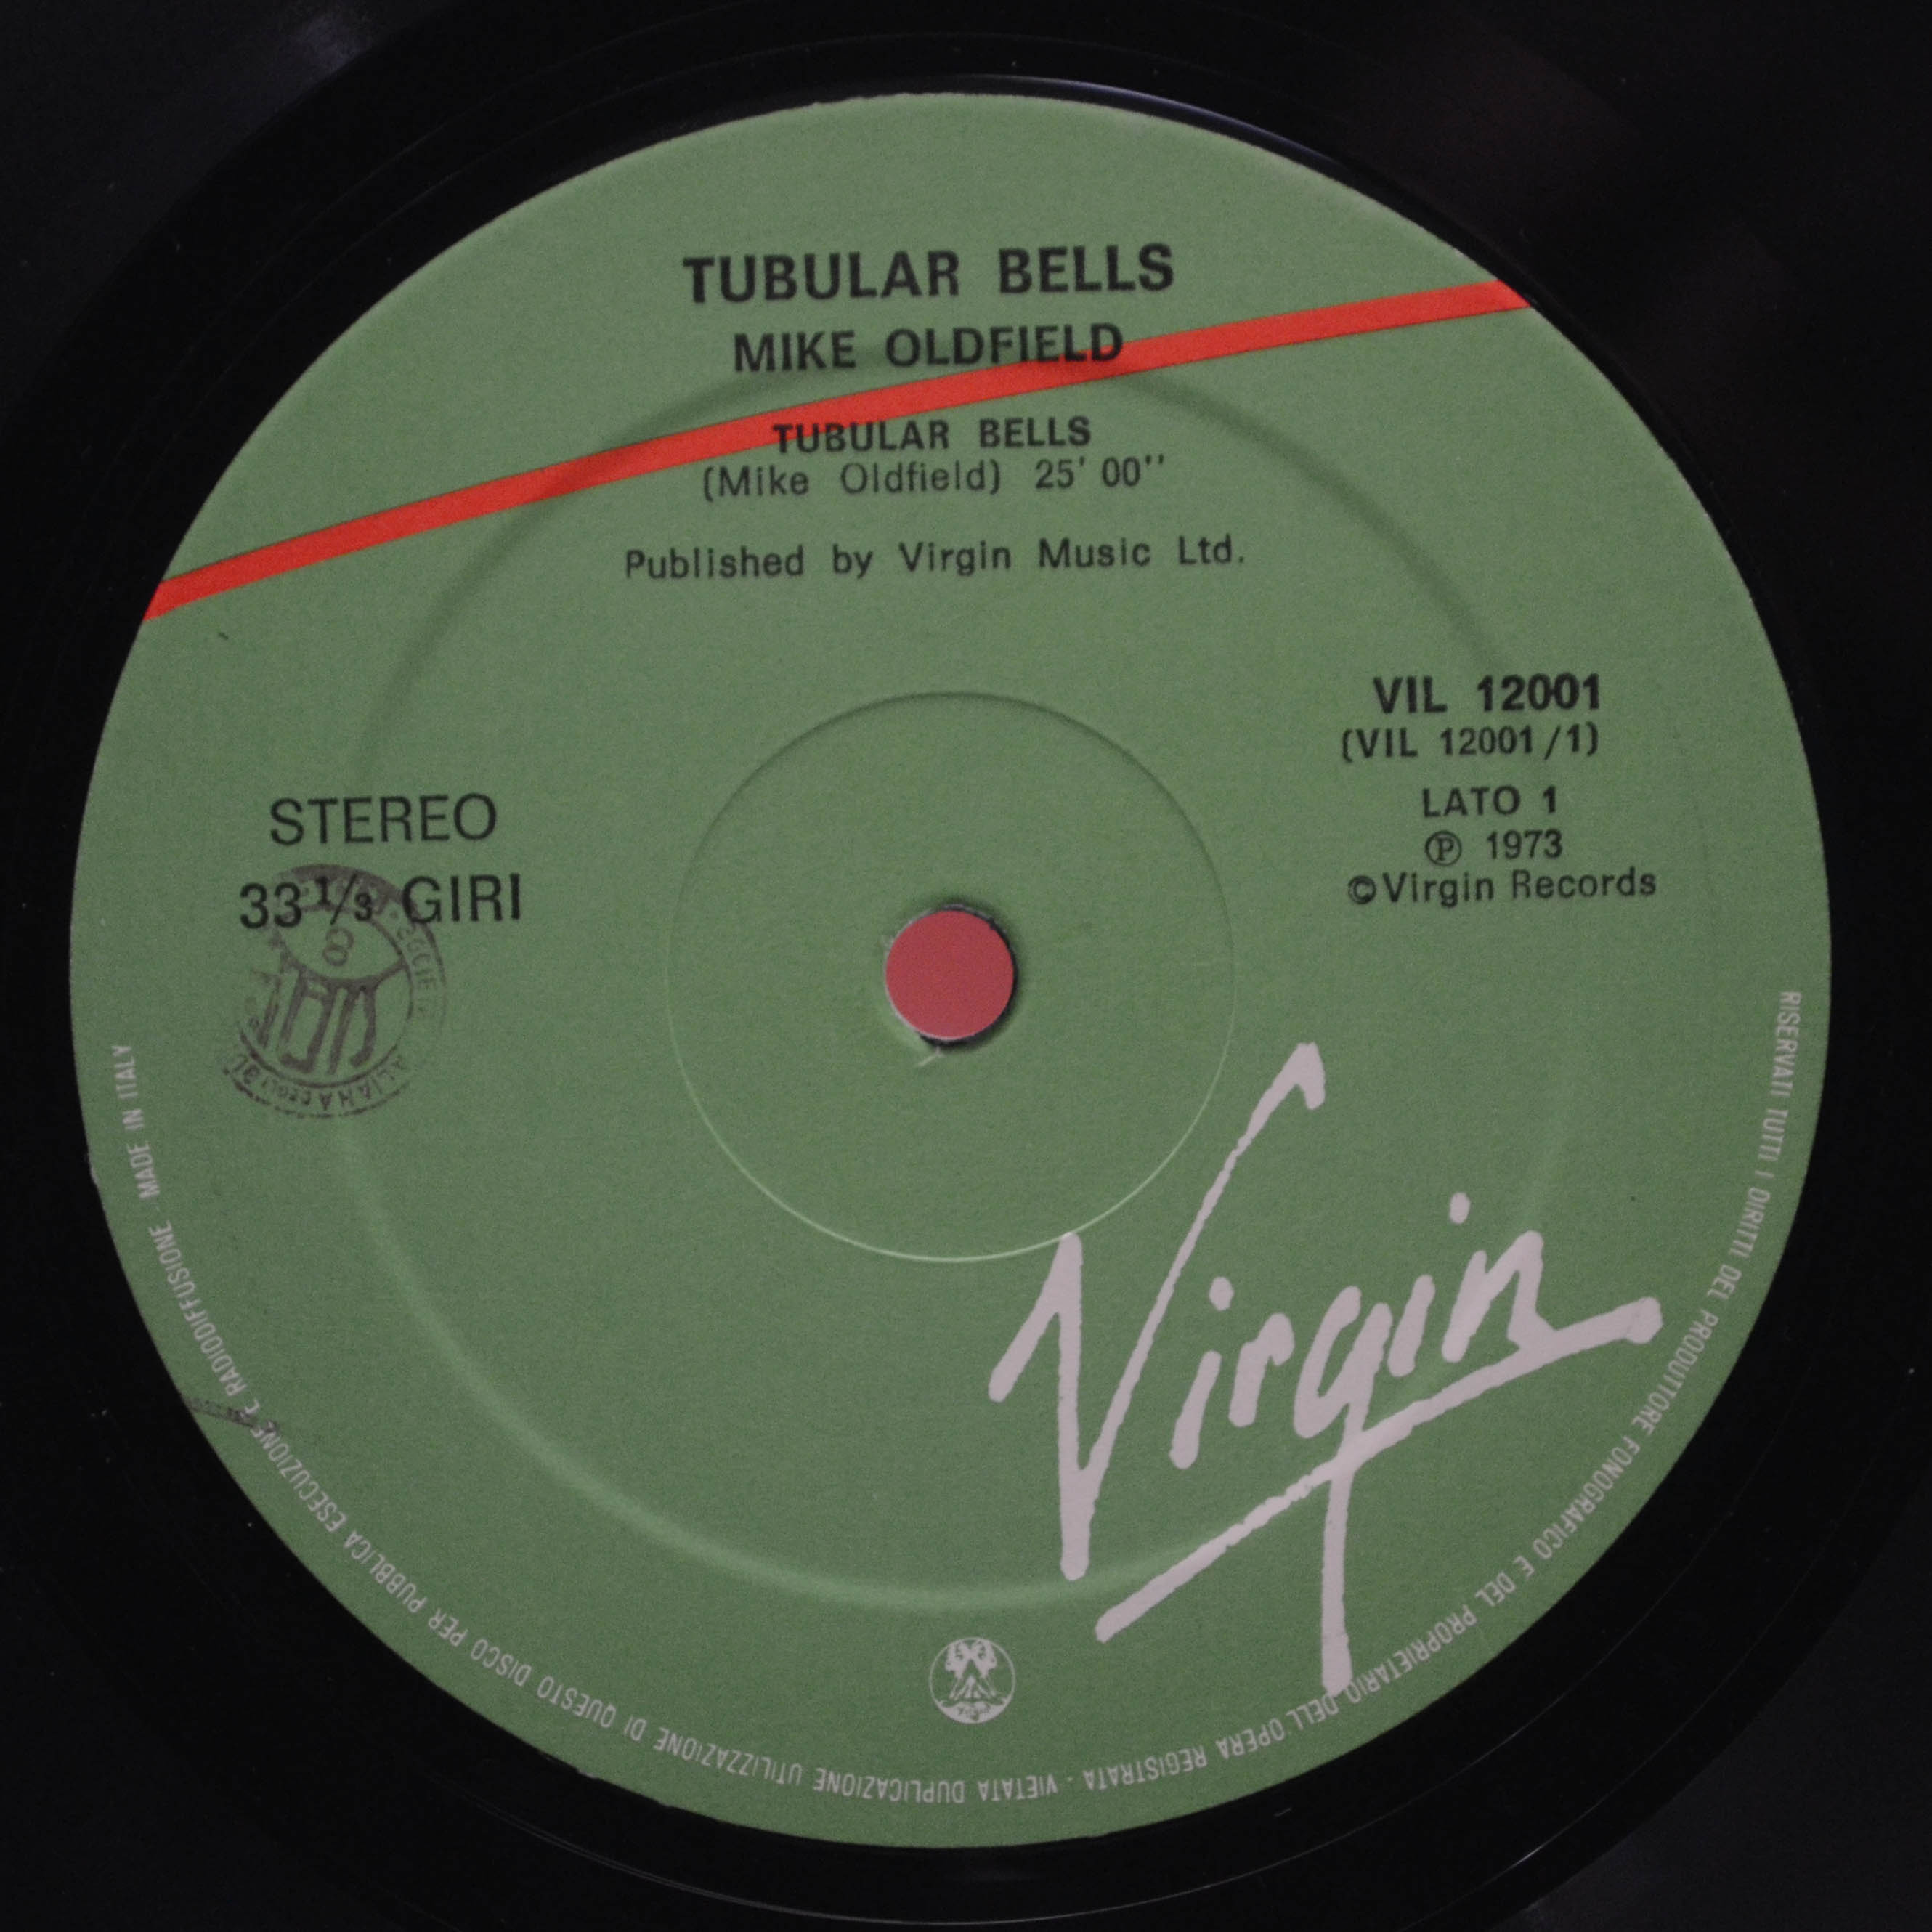 TUBULAR BELLS
MIKE OLDFIELD
TUBULAR BELLS
(Mike Oldfield) 25' 00''
Published by Virgin Music Ltd.
VIL 12001
(VIL 12001/1)
LATO 1
℗ 1973
©Virgin Records
STEREO
33 1/3 GIRI
8
Virgin
RISERVATI TUTTI I DIRITTI DEL PRODUTTORE FONOGRAFICO E DEL PROPRIETARIO DELL'OPERA REGISTRATA - VIETATA DUPLICAZIONE UTILIZZAZIONE DI QUESTO DISCO PER PUBBLICA ESECUZIONE E RADIODIFFUSIONE - MADE IN ITALY